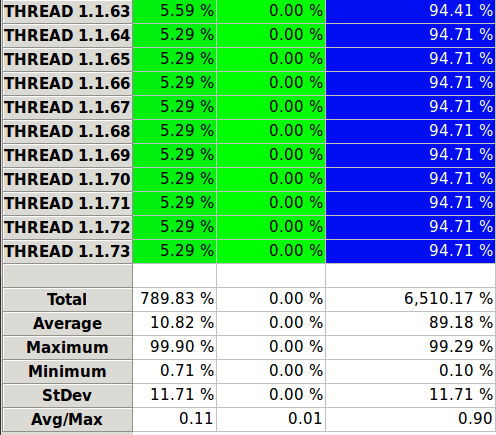 THREAD 1.1.63 5.59 % 0.00 % 94.41 %
THREAD 1.1.64 5.29 % 0.00 % 94.71 %
THREAD 1.1.65 5.29 % 0.00 % 94.71 %
THREAD 1.1.66 5.29 % 0.00 % 94.71 %
THREAD 1.1.67 5.29 % 0.00 % 94.71 %
THREAD 1.1.68 5.29 % 0.00 % 94.71 %
THREAD 1.1.69 5.29 % 0.00 % 94.71 %
THREAD 1.1.70 5.29 % 0.00 % 94.71 %
THREAD 1.1.71 5.29 % 0.00 % 94.71 %
THREAD 1.1.72 5.29 % 0.00 % 94.71 %
THREAD 1.1.73 5.29 % 0.00 % 94.71 %
Total 789.83 % 0.00 % 6,510.17 %
Average 10.82 % 0.00 % 89.18 %
Maximum 99.90 % 0.00 % 99.29 %
Minimum 0.71 % 0.00 % 0.10 %
StDev 11.71 % 0.00 % 11.71 %
Avg/Max 0.11 0.01 0.90